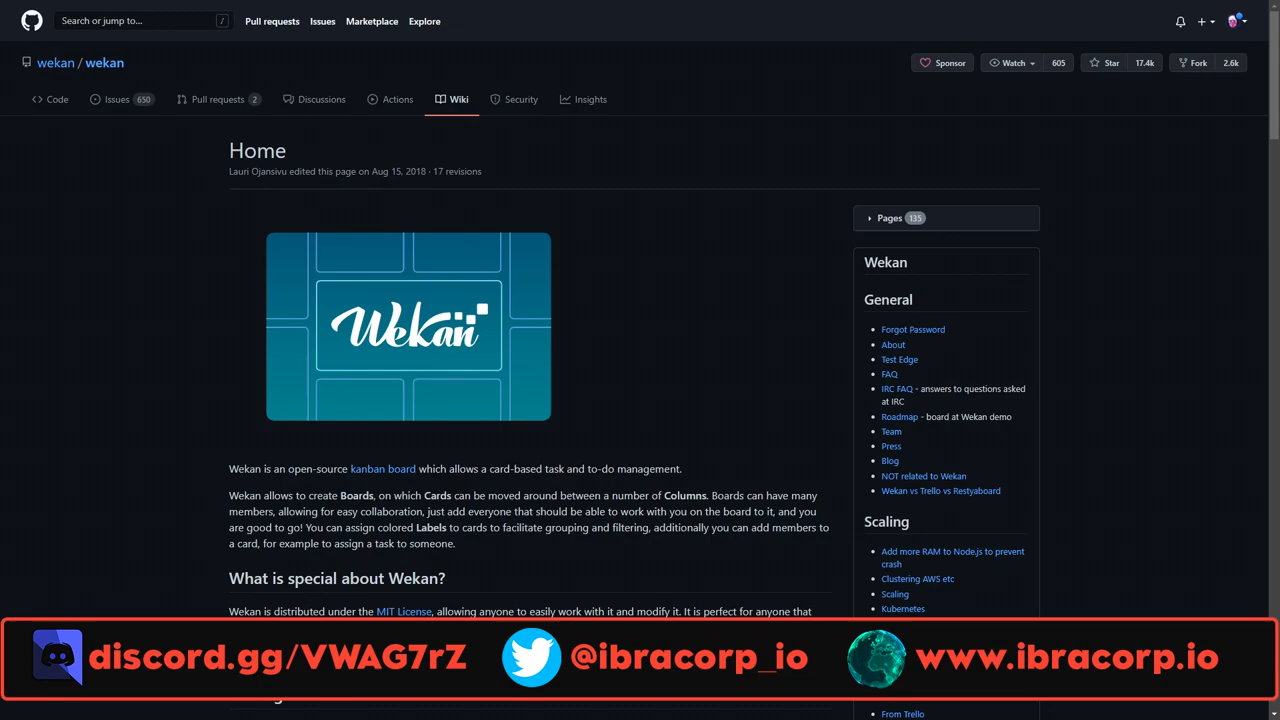 Search or jump to... /
Pull requests Issues Marketplace Explore
wekan / wekan
Sponsor Watch 605 Star 17.4k Fork 2.6k
Code Issues 650 Pull requests 2 Discussions Actions Wiki Security Insights
Home
Lauri Ojansivu edited this page on Aug 15, 2018 · 17 revisions
Wekan
Wekan is an open-source kanban board which allows a card-based task and to-do management.
Wekan allows to create Boards, on which Cards can be moved around between a number of Columns. Boards can have many
members, allowing for easy collaboration, just add everyone that should be able to work with you on the board to it, and you
are good to go! You can assign colored Labels to cards to facilitate grouping and filtering, additionally you can add members to
a card, for example to assign a task to someone.
What is special about Wekan?
Wekan is distributed under the MIT License, allowing anyone to easily work with it and modify it. It is perfect for anyone that
Pages 135
Wekan
General
Forgot Password
About
Test Edge
FAQ
IRC FAQ - answers to questions asked
at IRC
Roadmap - board at Wekan demo
Team
Press
Blog
NOT related to Wekan
Wekan vs Trello vs Restyaboard
Scaling
Add more RAM to Node.js to prevent
crash
Clustering AWS etc
Scaling
Kubernetes
discord.gg/VWAG7rZ @ibracorp_io www.ibracorp.io
From Trello